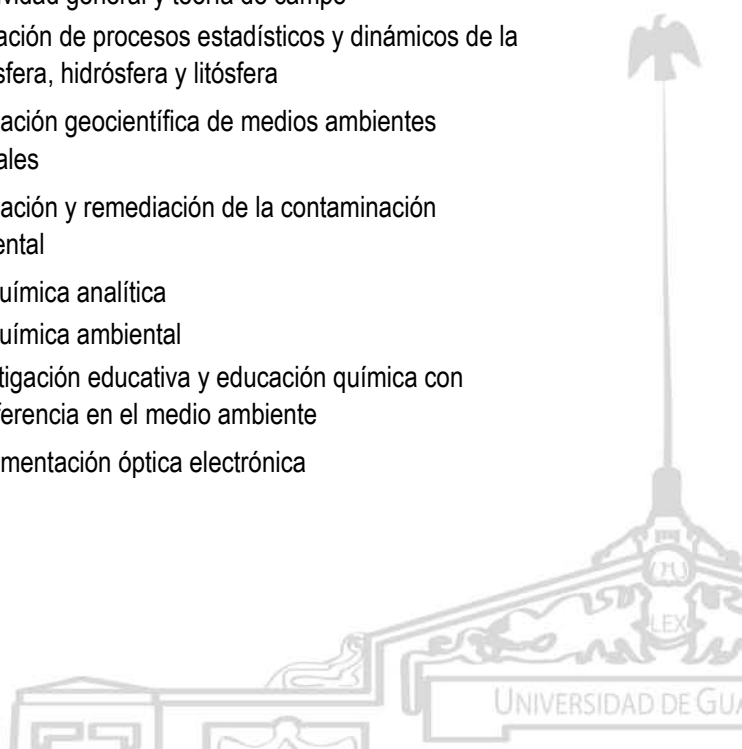 vidad general y teoría de campo
ación de procesos estadísticos y dinámicos de la
sfera, hidrósfera y litósfera
ación geocientífica de medios ambientes
ales
ación y remediación de la contaminación
ental
uímica analítica
uímica ambiental
tigación educativa y educación química con
ferencia en el medio ambiente
mentación óptica electrónica
LEX
UNIVERSIDAD DE GUA